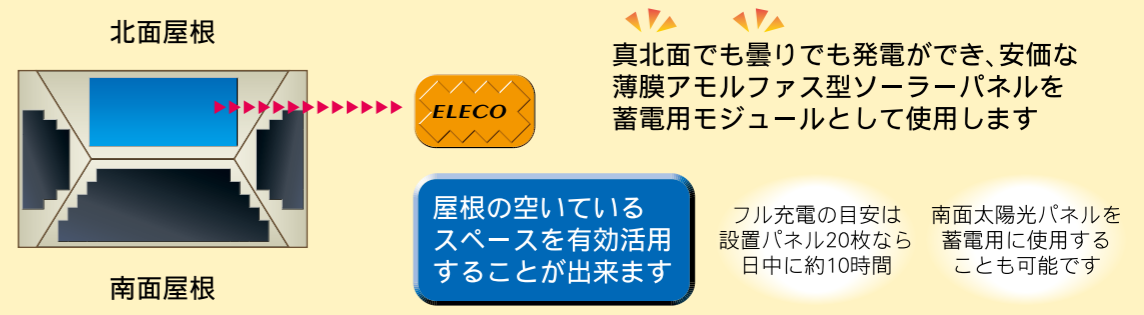 北面屋根
南面屋根
ELECO
真北面でも曇りでも発電ができ、安価な
薄膜アモルファス型ソーラーパネルを
蓄電用モジュールとして使用します
屋根の空いている
スペースを有効活用
することが出来ます
フル充電の目安は
設置パネル20枚なら
日中に約10時間
南面太陽光パネルを
蓄電用に使用する
ことも可能です